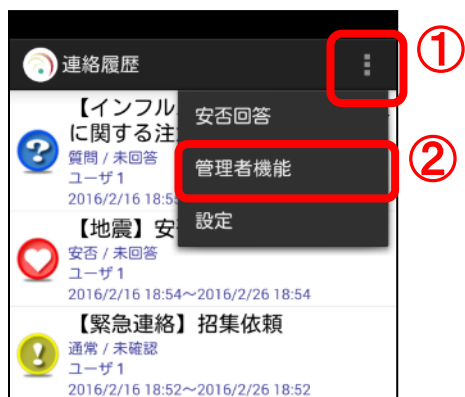 ①
連絡履歴
安否回答
②
管理者機能
設定
【インフル
に関する注
質問 / 未回答
ユーザ1
2016/2/16 18:5
【地震】安
安否 / 未回答
ユーザ1
2016/2/16 18:54～2016/2/26 18:54
【緊急連絡】招集依頼
通常 / 未確認
ユーザ1
2016/2/16 18:52～2016/2/26 18:52